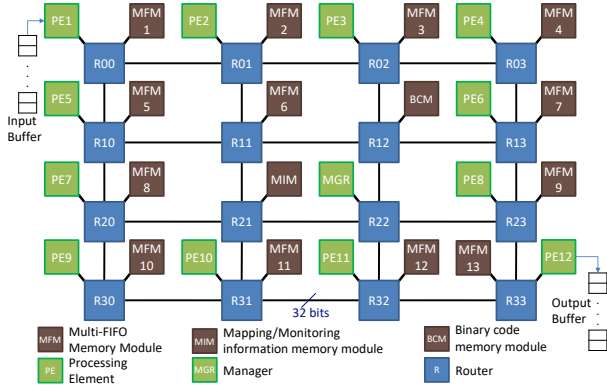 PE1
MFM
1
PE2
MFM
2
PE3
MFM
3
PE4
MFM
4
R00
R01
R02
R03
Input
Buffer
PE5
MFM
5
MFM
6
BCM
PE6
MFM
7
R10
R11
R12
R13
PE7
MFM
8
MIM
MGR
PE8
MFM
9
R20
R21
R22
R23
PE9
MFM
10
PE10
MFM
11
PE11
MFM
12
MFM
13
PE12
R30
R31
R32
R33
32 bits
Output
Buffer
MFM
Multi-FIFO
Memory Module
MIM
Mapping/Monitoring
information memory module
BCM
Binary code
memory module
PE
Processing
Element
MGR
Manager
R
Router